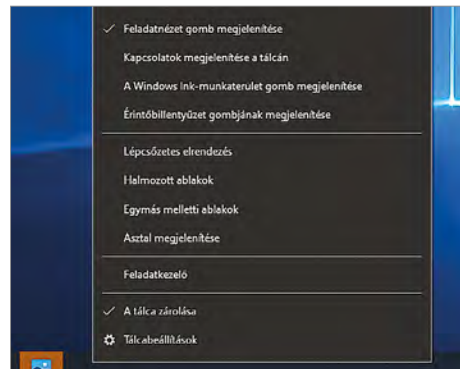 Feladatnézet gomb megjelenítése
Kapcsolatok megjelenítése a tálcán
A Windows Ink-munkaterület gomb megjelenítése
Érintőbillentyűzet gombjának megjelenítése
Lépcsőzetes elrendezés
Halmozott ablakok
Egymás melletti ablakok
Asztal megjelenítése
Feladatkezelő
A tálca zárolása
Tálcabeállítások